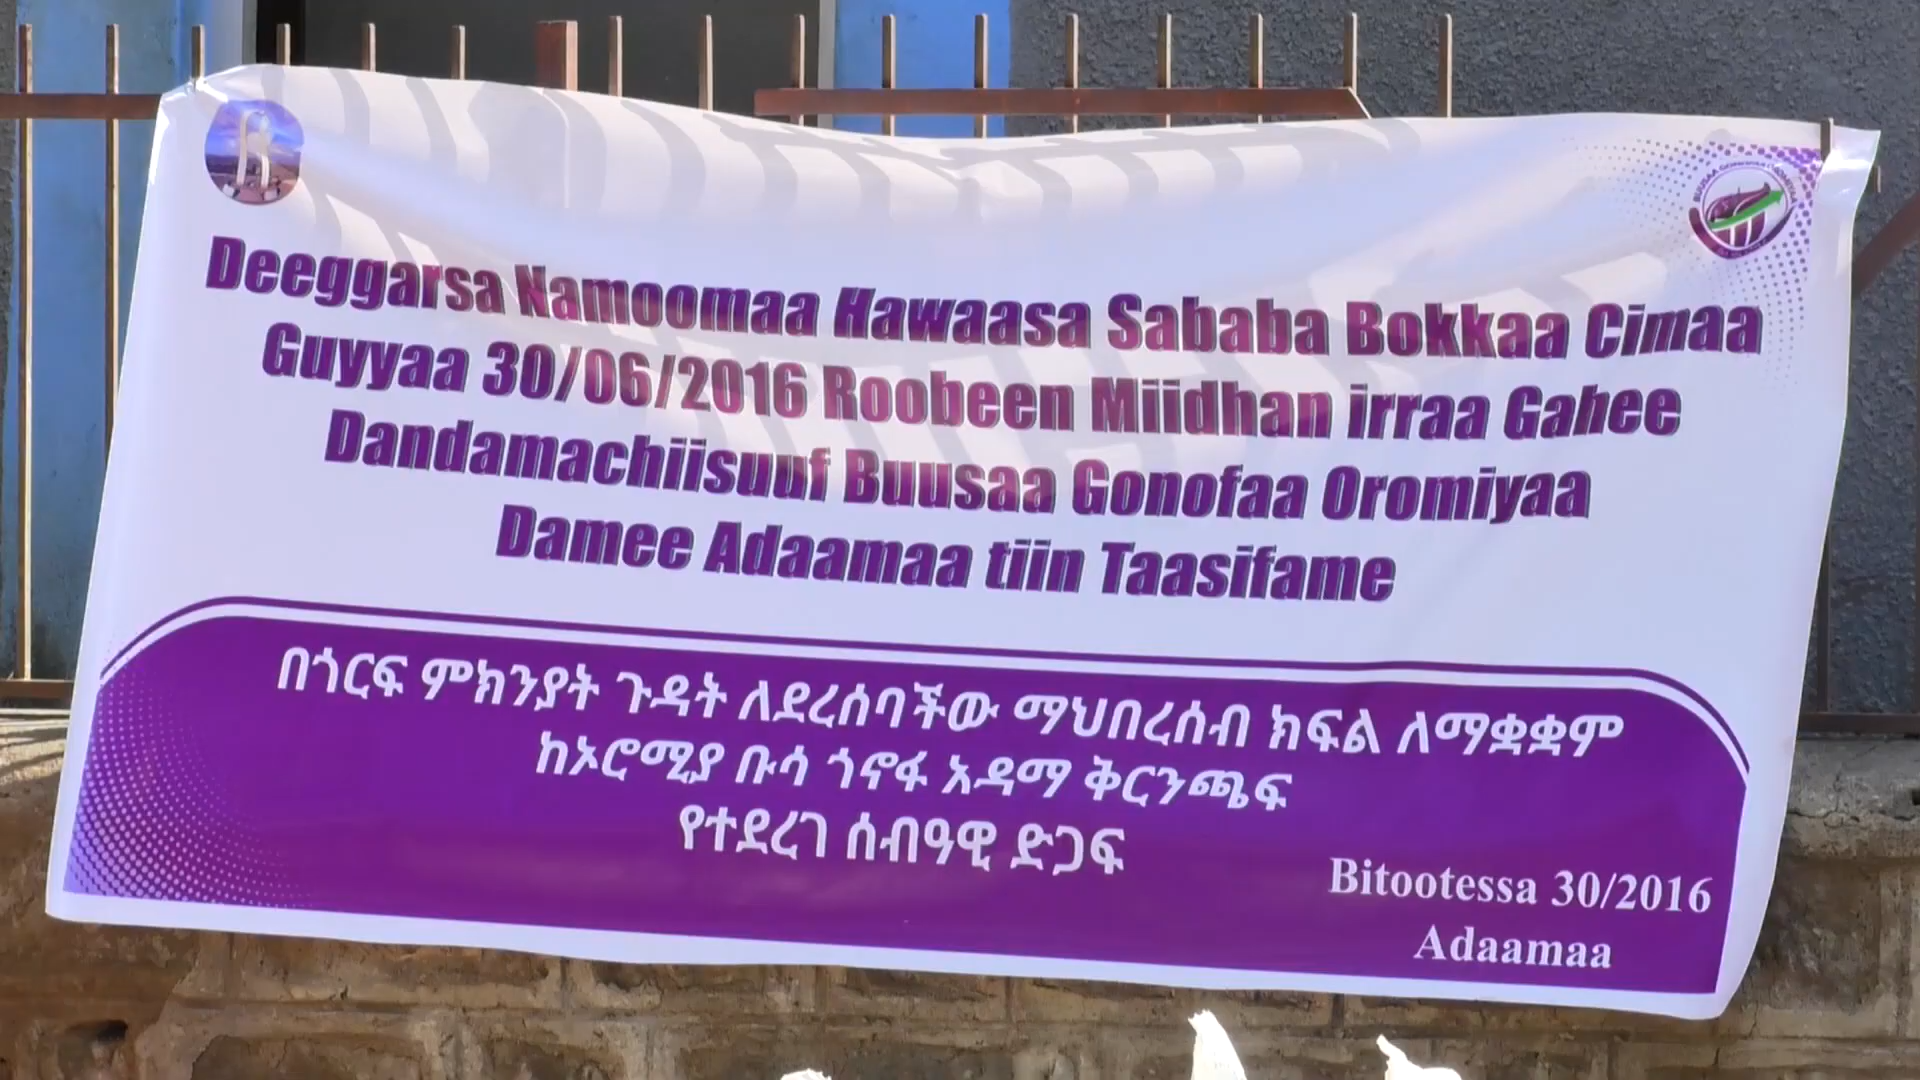 Deeggarsa Namoomaa Hawaasa Sababa Bokkaa Cimaa
Guyyaa 30/06/2016 Roobeen Miidhan irraa Gahee
Dandamachiisuuf Buusaa Gonofaa Oromiyaa
Damee Adaamaa tiin Taasifame
በጎርፍ ምክንያት ጉዳት ለደረሰባችው ማህበረሰብ ክፍል ለማቋቋም
ከኦሮሚያ ቡሳ ጎኖፋ አዳማ ቅርንጫፍ
የተደረገ ሰብዓዊ ድጋፍ
Bitootessa 30/2016
Adaamaa